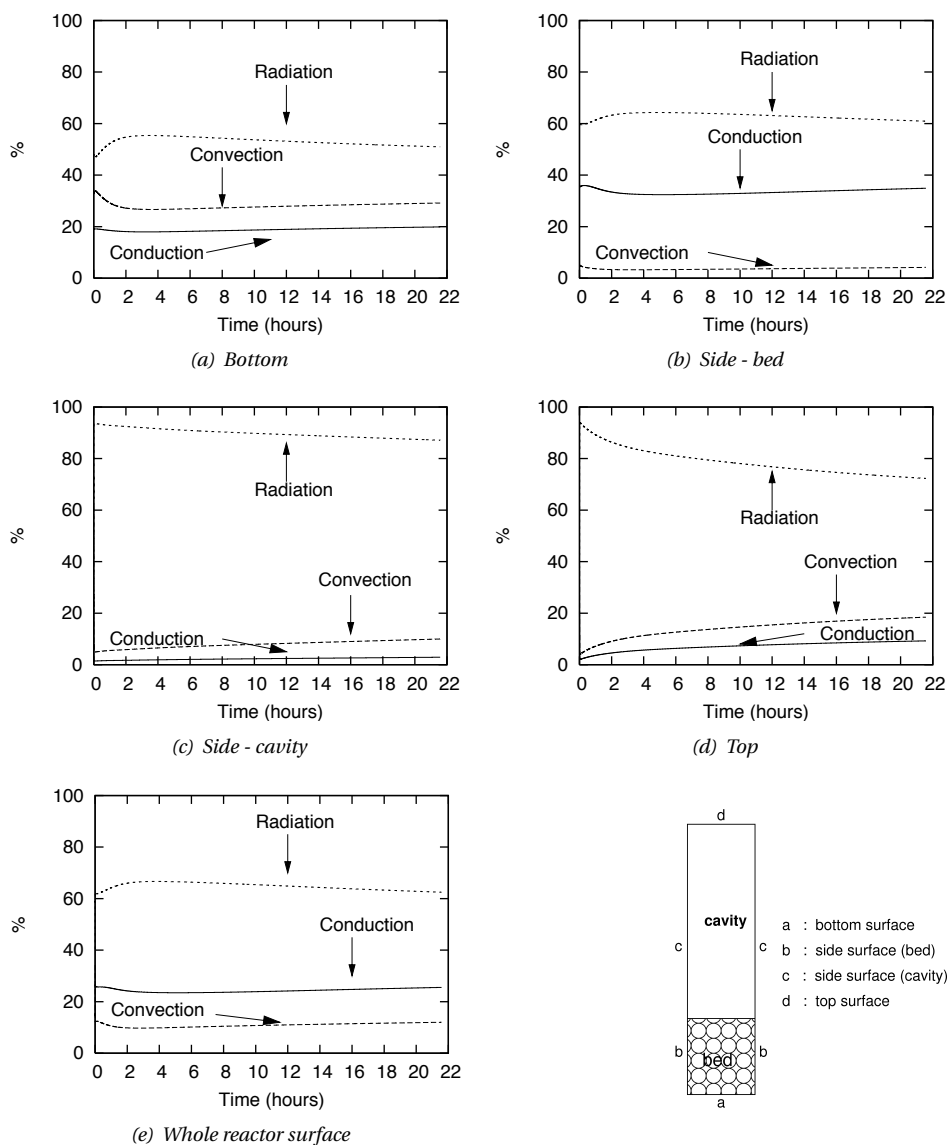 100
80
60
40
20
0
%
Radiation
Convection
Conduction
0 2 4 6 8 10 12 14 16 18 20 22
Time (hours)
(a) Bottom
100
80
60
40
20
0
%
Radiation
Conduction
Convection
0 2 4 6 8 10 12 14 16 18 20 22
Time (hours)
(b) Side - bed
100
80
60
40
20
0
%
Radiation
Convection
Conduction
0 2 4 6 8 10 12 14 16 18 20 22
Time (hours)
(c) Side - cavity
100
80
60
40
20
0
%
Radiation
Convection
Conduction
0 2 4 6 8 10 12 14 16 18 20 22
Time (hours)
(d) Top
100
80
60
40
20
0
%
Radiation
Conduction
Convection
0 2 4 6 8 10 12 14 16 18 20 22
Time (hours)
(e) Whole reactor surface
d
cavity
c
c
b
bed
b
a
a : bottom surface
b : side surface (bed)
c : side surface (cavity)
d : top surface